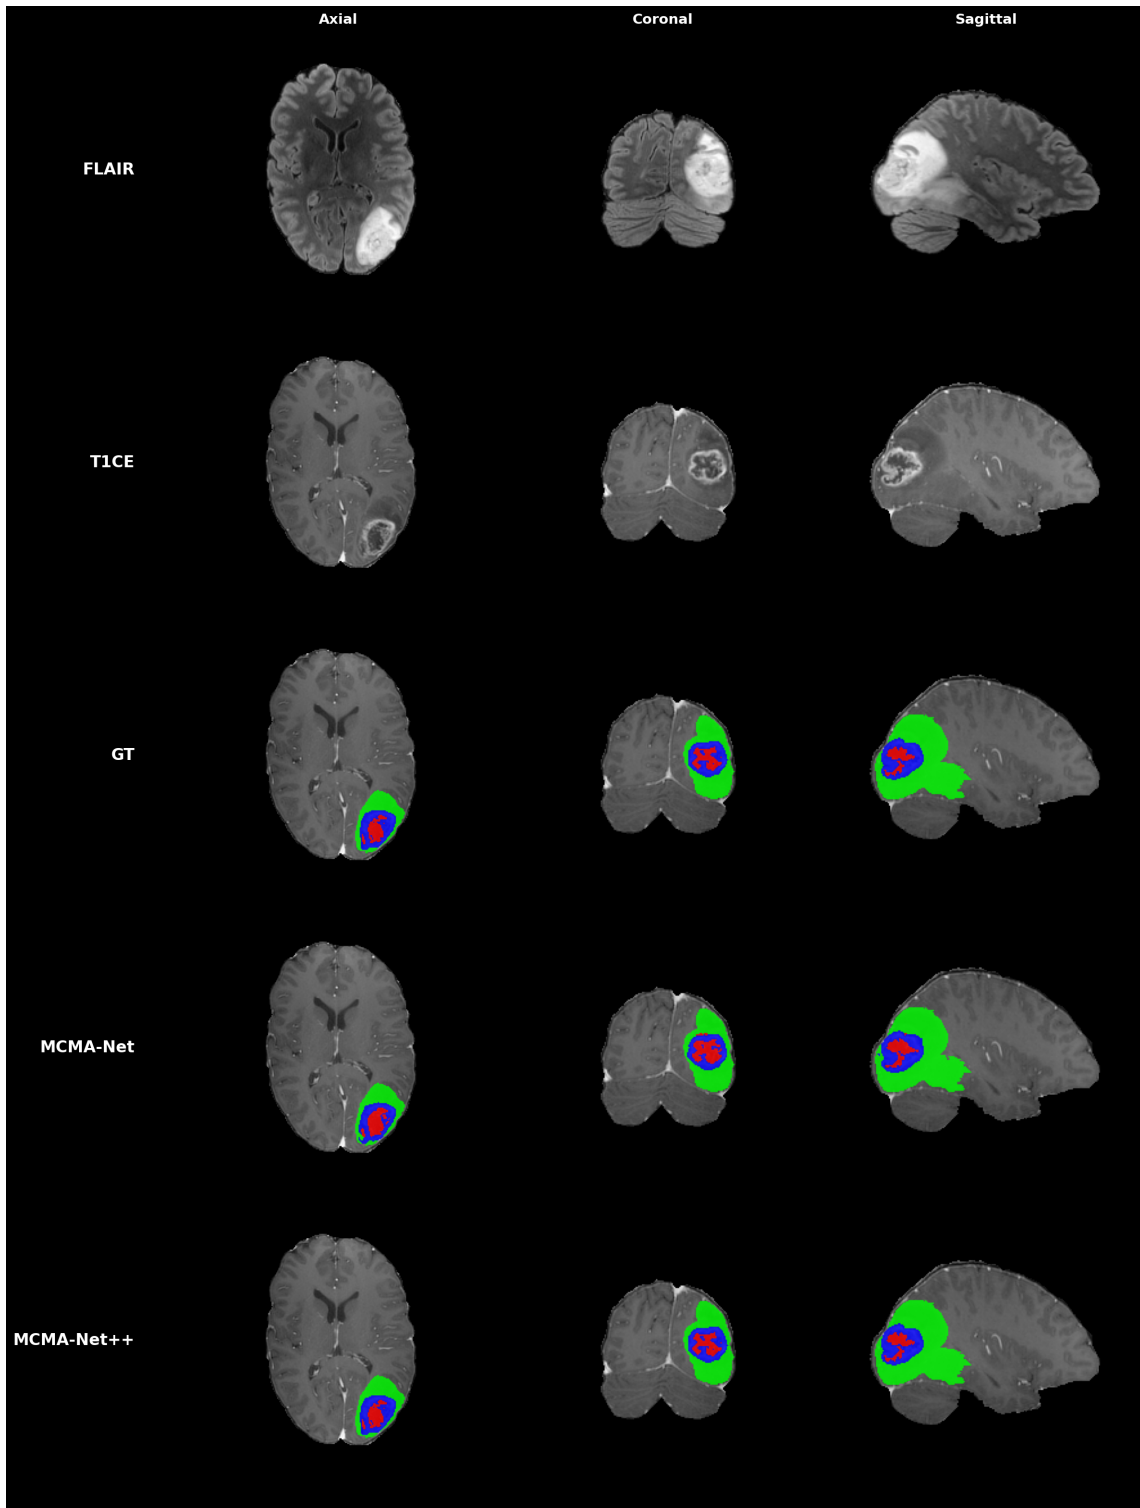 Axial Coronal Sagittal
FLAIR
T1CE
GT
MCMA-Net
MCMA-Net++